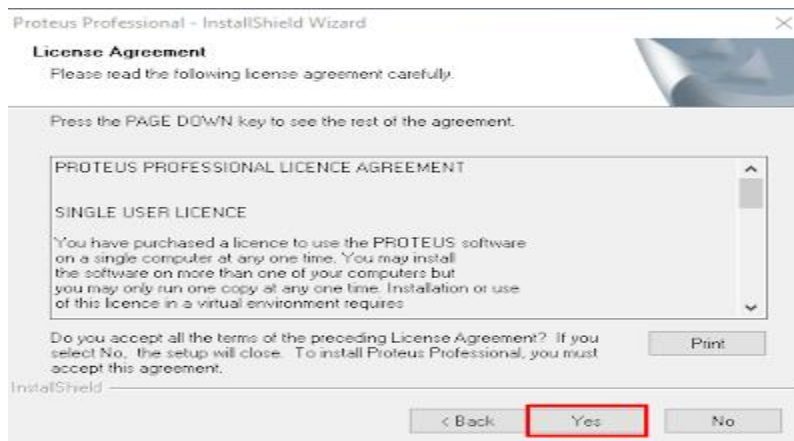 Proteus Professional - InstallShield Wizard
License Agreement
Please read the following license agreement carefully.
Press the PAGE DOWN key to see the rest of the agreement.
PROTEUS PROFESSIONAL LICENCE AGREEMENT
SINGLE USER LICENCE
You have purchased a licence to use the PROTEUS software
on a single computer at any one time. You may install
the software on more than one of your computers but
you may only run one copy at any one time. Installation or use
of this licence in a virtual environment requires
Do you accept all the terms of the preceding License Agreement? If you
select No, the setup will close. To install Proteus Professional, you must
accept this agreement.
Print
InstallShield
< Back Yes No